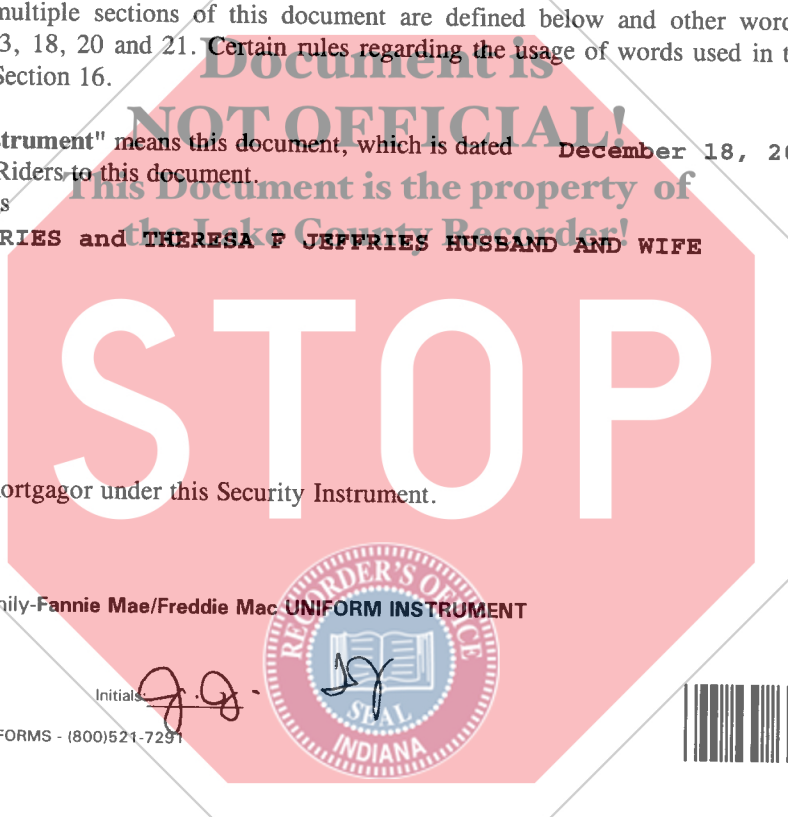 multiple sections of this document are defined below and other word
3, 18, 20 and 21. Certain rules regarding the usage of words used in t
Section 16.
Document is
NOT OFFICIAL!
strument" means this document, which is dated December 18, 20
Riders to this document.
This Document is the property of
s
the Lake County Recorder!
RIES and THERESA F JEFFRIES HUSBAND AND WIFE
STOP
ortgagor under this Security Instrument.
RECORDER'S OFFICE
nily-Fannie Mae/Freddie Mac UNIFORM INSTRUMENT
Initials: J.J.
SEAL
FORMS - (800)521-7291
INDIANA